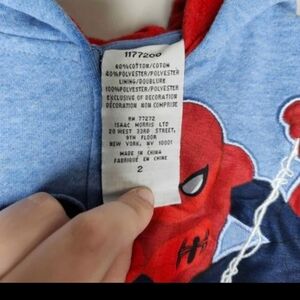 1177200
60%COTTON/COTON
40%POLYESTER/POLYESTER
LINING/DOUBLURE
100%POLYESTER/POLYESTER
EXCLUSIVE OF DECORATION
DECORATION NON COMPRISE
RN 77272
ISAAC MORRIS LTD
20 WEST 33RD STREET,
9TH FLOOR
NEW YORK, NY 10001
MADE IN CHINA
FABRIQUÉ EN CHINE
2